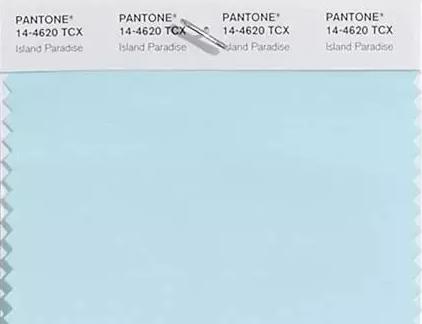 PANTONE® PANTONE® PANTONE® PANTONE®
14-4620 TCX 14-4620 TCX 14-4620 TCX 14-4620 TCX
Island Paradise Island Paradise Island Paradise Island Paradise